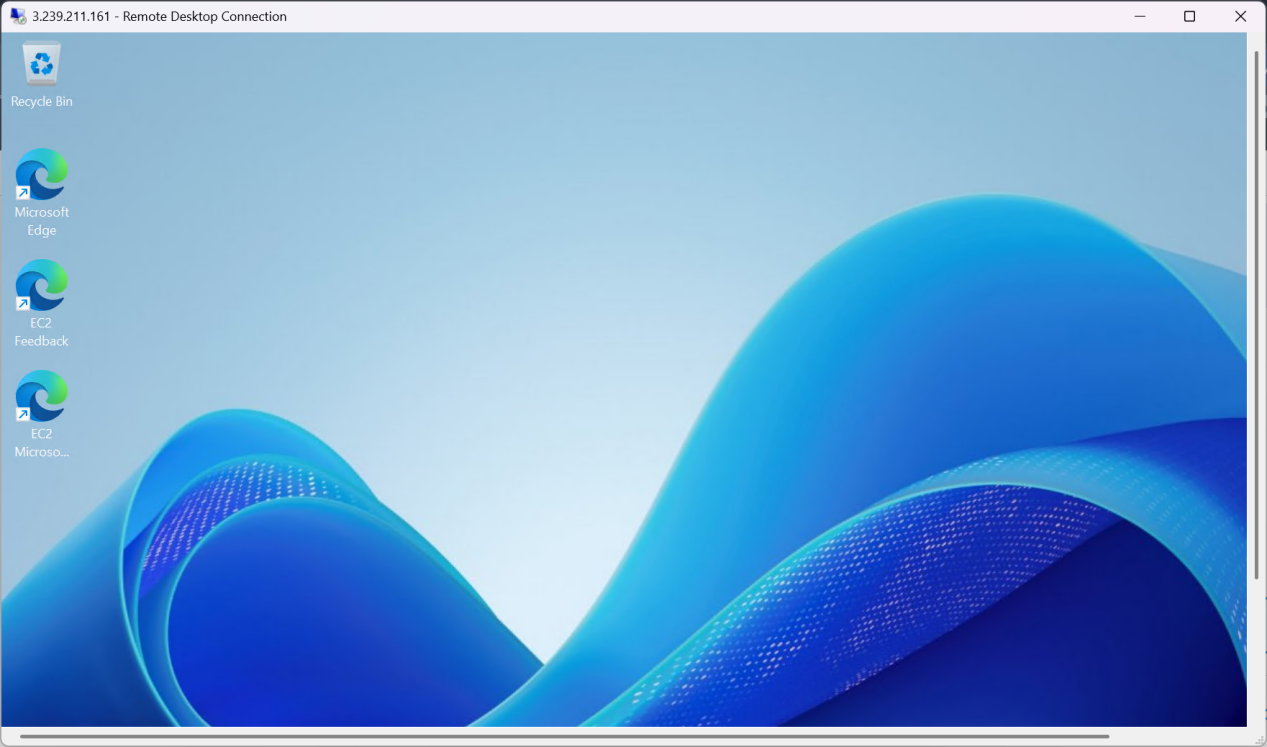 3.239.211.161 - Remote Desktop Connection
Recycle Bin
Microsoft
Edge
EC2
Feedback
EC2
Microso...